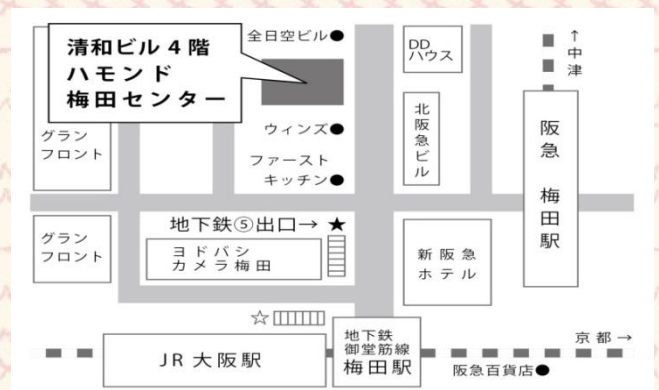 清和ビル4階
ハモンド
梅田センター
全日空ビル●
DD
ハウス
↑
中津
グラン
フロント
ウィンズ●
ファースト
キッチン●
北阪急ビル
阪急 梅田駅
地下鉄⑤出口→ ★
グラン
フロント
ヨドバシ
カメラ梅田
新阪急
ホテル
☆
地下鉄
御堂筋線
梅田駅
JR 大阪駅
京都→
阪急百貨店●